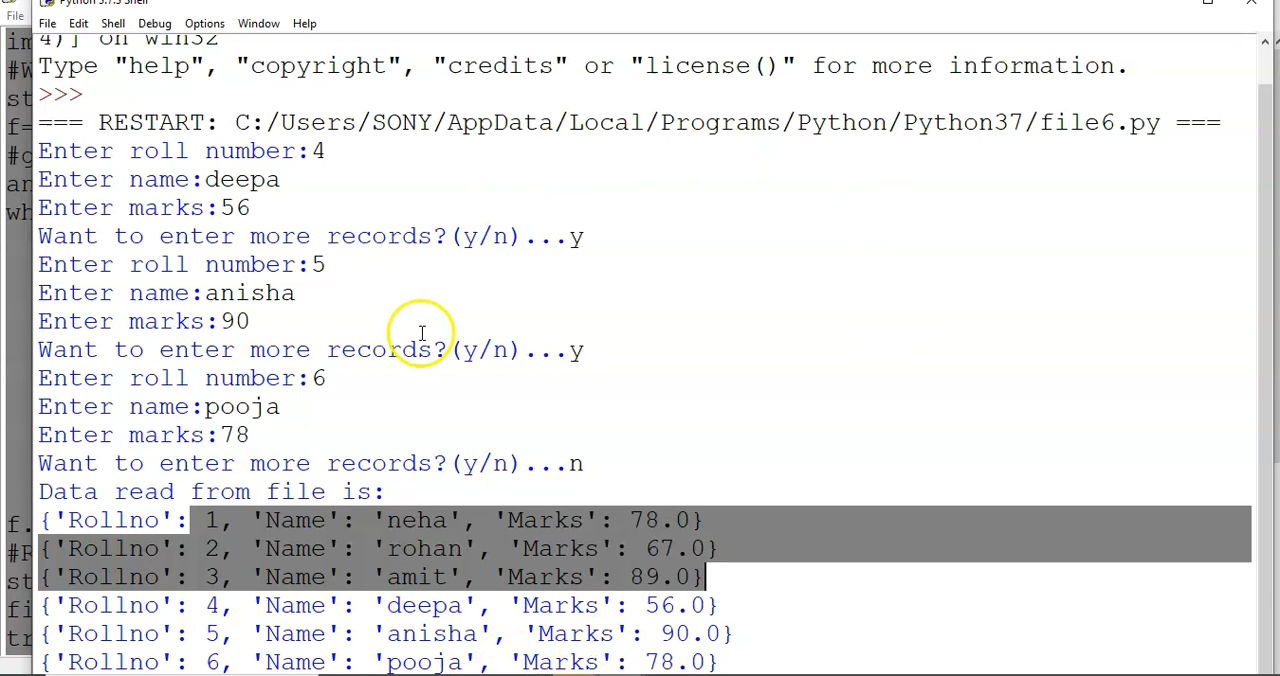 Python 3.7.3 Shell
File
File Edit Shell Debug Options Window Help
4)] on win32
Type "help", "copyright", "credits" or "license()" for more information.
>>>
=== RESTART: C:/Users/SONY/AppData/Local/Programs/Python/Python37/file6.py ===
Enter roll number:4
Enter name:deepa
Enter marks:56
Want to enter more records?(y/n)...y
Enter roll number:5
Enter name:anisha
Enter marks:90
Want to enter more records?(y/n)...y
Enter roll number:6
Enter name:pooja
Enter marks:78
Want to enter more records?(y/n)...n
Data read from file is:
{'Rollno': 1, 'Name': 'neha', 'Marks': 78.0}
{'Rollno': 2, 'Name': 'rohan', 'Marks': 67.0}
{'Rollno': 3, 'Name': 'amit', 'Marks': 89.0}
{'Rollno': 4, 'Name': 'deepa', 'Marks': 56.0}
{'Rollno': 5, 'Name': 'anisha', 'Marks': 90.0}
{'Rollno': 6, 'Name': 'pooja', 'Marks': 78.0}